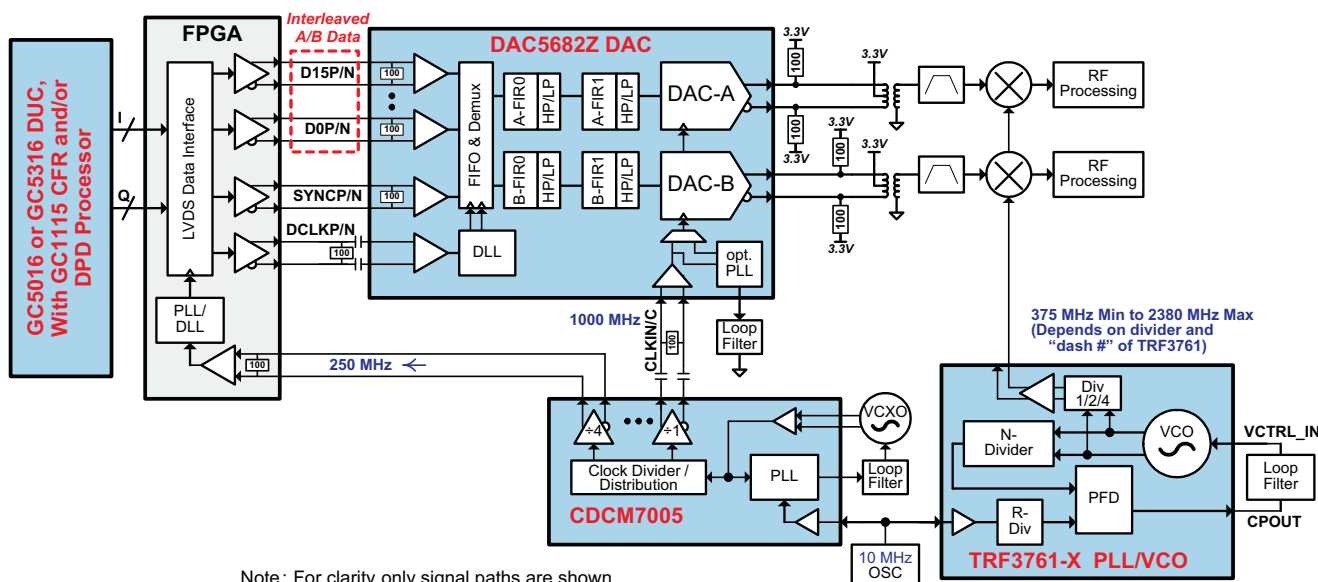 GC5016 or GC5316 DUC,
With GC1115 CFR and/or
DPD Processor
I
Q
FPGA
LVDS Data Interface
PLL/
DLL
100
Interleaved
A/B Data
D15P/N
D0P/N
SYNCP/N
DCLKP/N
100
250 MHz
DAC5682Z DAC
100
100
100
FIFO & Demux
DLL
A-FIR0
HP/LP
A-FIR1
HP/LP
B-FIR0
HP/LP
B-FIR1
HP/LP
DAC-A
DAC-B
opt.
PLL
Loop
Filter
1000 MHz
CLKIN/C
100
3.3V
100
3.3V
100
3.3V
3.3V
100
3.3V
100
3.3V
RF
Processing
RF
Processing
÷4
÷1
Clock Divider /
Distribution
PLL
VCXO
Loop
Filter
CDCM7005
10 MHz
OSC
375 MHz Min to 2380 MHz Max
(Depends on divider and
“dash #” of TRF3761)
Div
1/2/4
N-
Divider
VCO
PFD
R-
Div
VCTRL_IN
Loop
Filter
CPOUT
TRF3761-X PLL/VCO
Note: For clarity only signal paths are shown